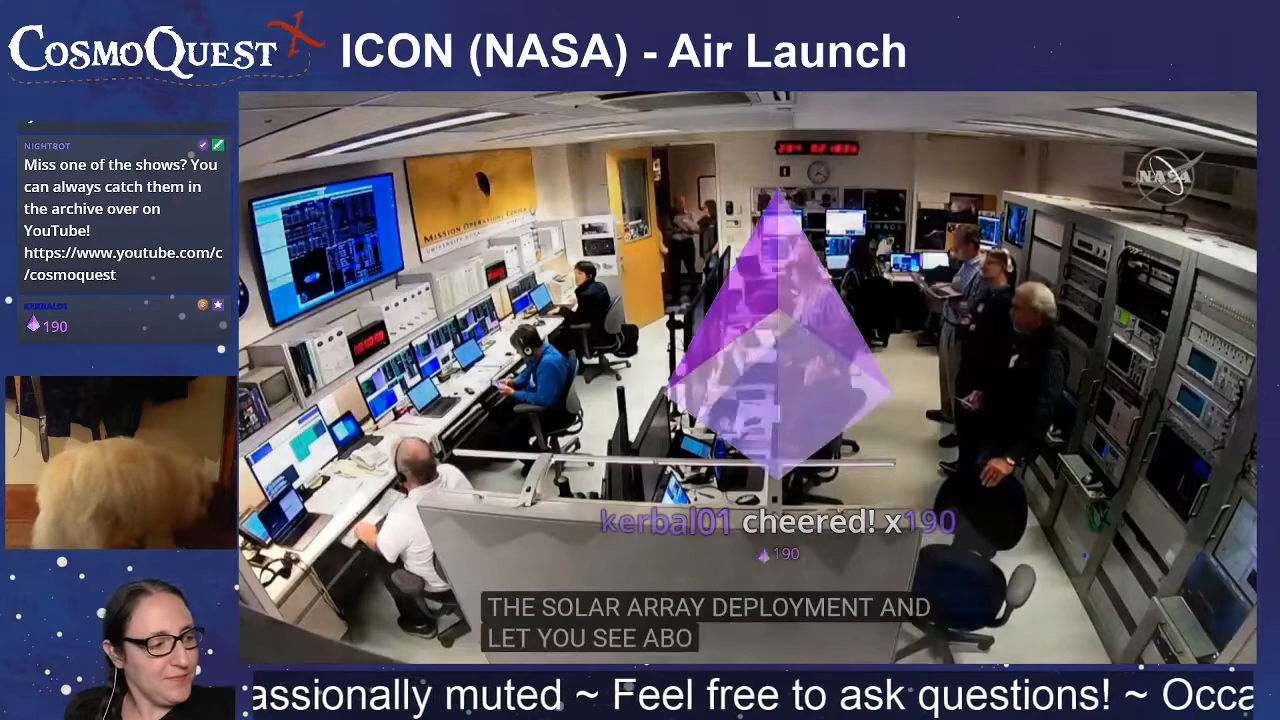 COSMOQUEST X
ICON (NASA) - Air Launch
NIGHTBOT
Miss one of the shows? You
can always catch them in
the archive over on
YouTube!
https://www.youtube.com/c
/cosmoquest
KERBAL01
190
MISSION OPERATIONS CENTER
NASA
kerbal01 cheered! x190
190
THE SOLAR ARRAY DEPLOYMENT AND
LET YOU SEE ABO
assionally muted ~ Feel free to ask questions! ~ Occa